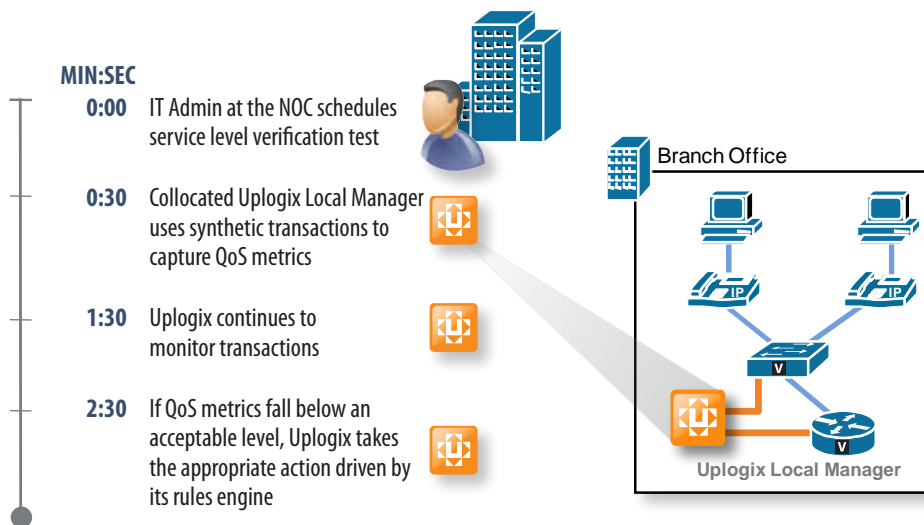 MIN:SEC
0:00 IT Admin at the NOC schedules
service level verification test
0:30 Collocated Uplogix Local Manager
uses synthetic transactions to
capture QoS metrics
1:30 Uplogix continues to
monitor transactions
2:30 If QoS metrics fall below an
acceptable level, Uplogix takes
the appropriate action driven by
its rules engine
Branch Office
IP
IP
V
V
Uplogix Local Manager